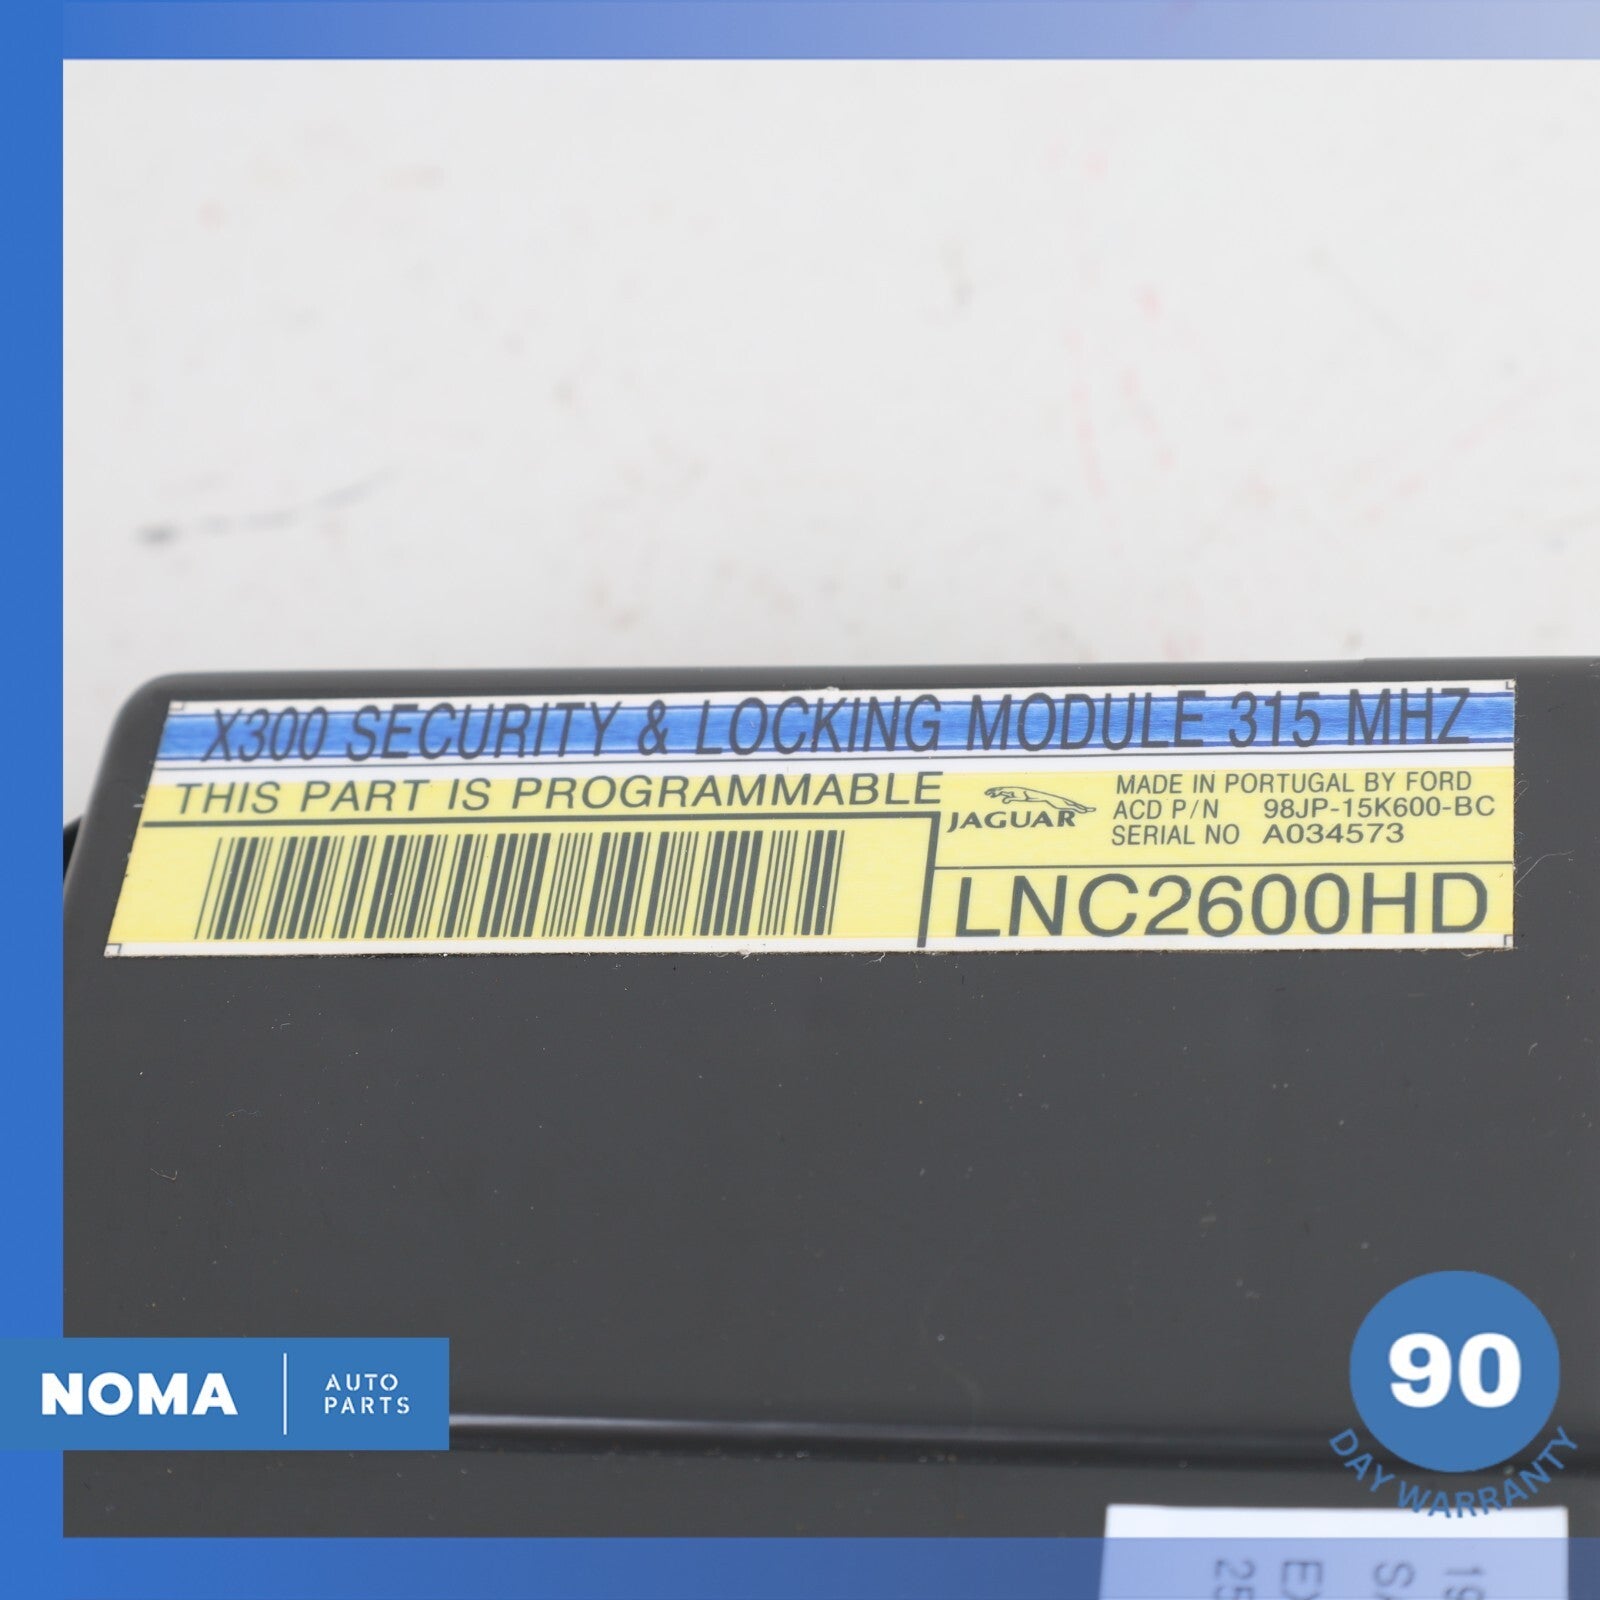 X300 SECURITY & LOCKING MODULE 315 MHZ
THIS PART IS PROGRAMMABLE
JAGUAR
MADE IN PORTUGAL BY FORD
ACD P/N 98JP-15K600-BC
SERIAL NO A034573
LNC2600HD
NOMA
AUTO
PARTS
90
DAY WARRANTY